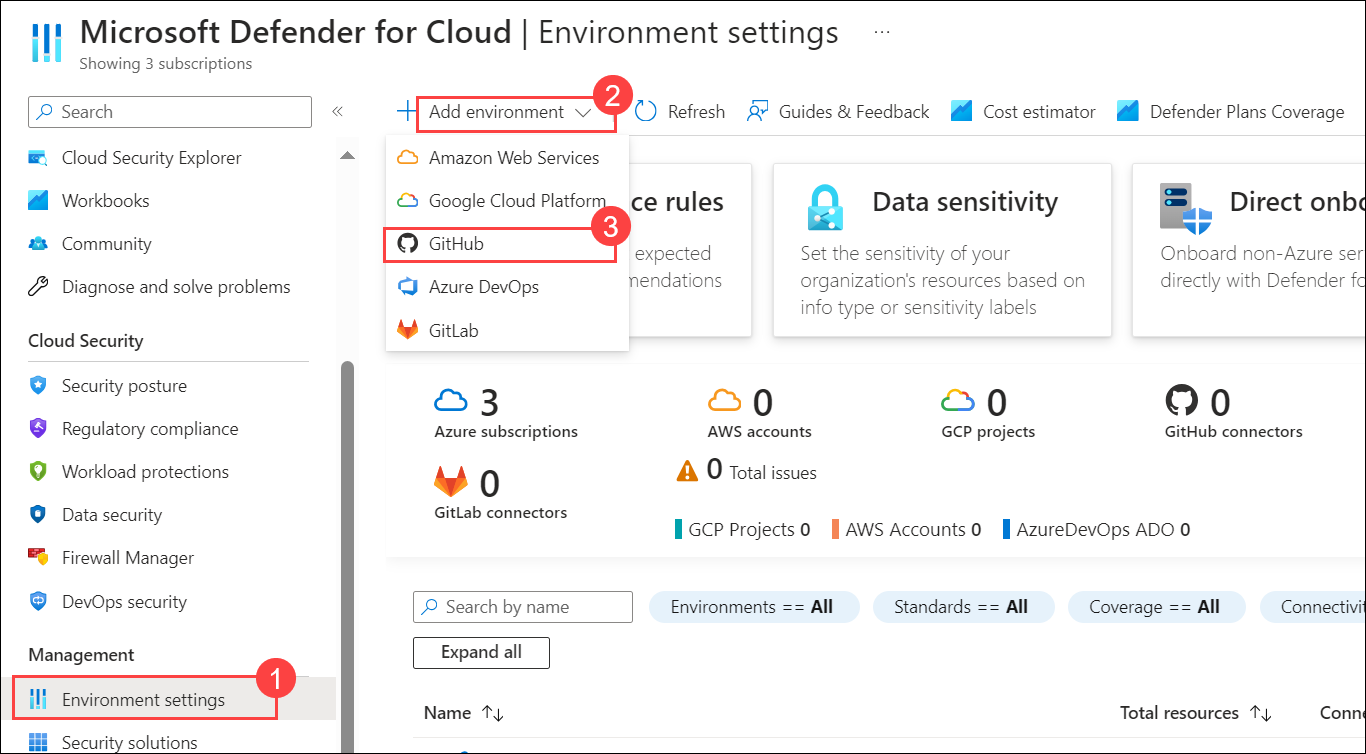 Microsoft Defender for Cloud | Environment settings ...
Showing 3 subscriptions
Search
«
Cloud Security Explorer
Workbooks
Community
Diagnose and solve problems
Cloud Security
Security posture
Regulatory compliance
Workload protections
Data security
Firewall Manager
DevOps security
Management
Environment settings
1
Security solutions
+ Add environment
2
Refresh
Guides & Feedback
Cost estimator
Defender Plans Coverage
Amazon Web Services
Google Cloud Platform
GitHub
3
Azure DevOps
GitLab
ce rules
expected
mendations
Data sensitivity
Set the sensitivity of your
organization's resources based on
info type or sensitivity labels
Direct onbo
Onboard non-Azure ser
directly with Defender fo
3
Azure subscriptions
0
AWS accounts
0
GCP projects
0
GitHub connectors
0
GitLab connectors
0 Total issues
GCP Projects 0
AWS Accounts 0
AzureDevOps ADO 0
Search by name
Environments == All
Standards == All
Coverage == All
Connectivi
Expand all
Name ↑↓
Total resources ↑↓
Conne